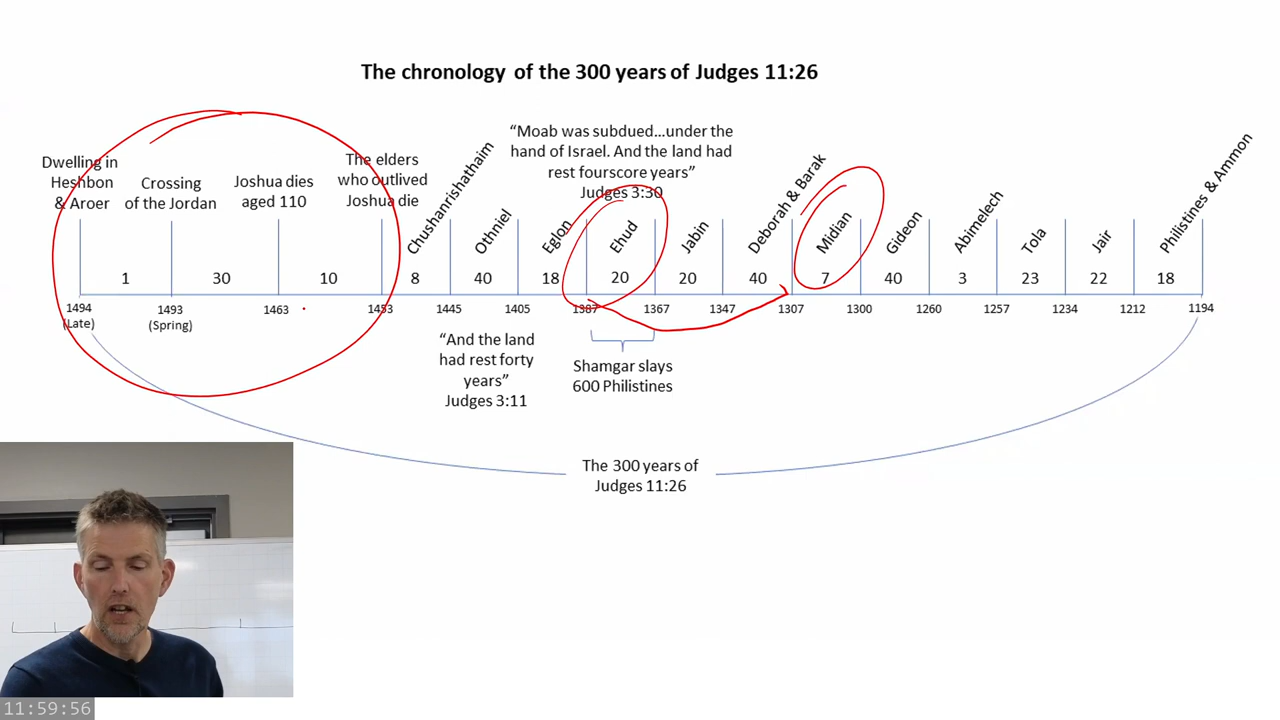 The chronology of the 300 years of Judges 11:26
“Moab was subdued...under the
hand of Israel. And the land had
rest fourscore years”
Judges 3:30
Dwelling in
Heshbon
& Aroer
Crossing
of the Jordan
Joshua dies
aged 110
The elders
who outlived
Joshua die
Chushanrishathaim
Othniel
Eglon
Ehud
Jabin
Deborah & Barak
Midian
Gideon
Abimelech
Tola
Jair
Philistines & Ammon
1 30 10 8 40 18 20 20 40 7 40 3 23 22 18
1494 1493 1463 1453 1445 1405 1387 1367 1347 1307 1300 1260 1257 1234 1212 1194
(Late) (Spring)
“And the land
had rest forty
years”
Judges 3:11
Shamgar slays
600 Philistines
The 300 years of
Judges 11:26
11:59:56